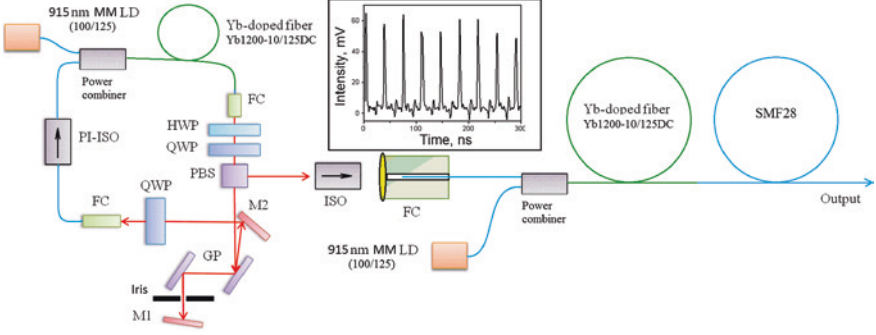 915 nm MM LD
(100/125)
Yb-doped fiber
Yb1200-10/125DC
Power
combiner
FC
HWP
QWP
PBS
PI-ISO
FC
QWP
M2
GP
Iris
M1
Intensity, mV
60
40
20
0
0
100
200
300
Time, ns
ISO
FC
915 nm MM LD
(100/125)
Power
combiner
Yb-doped fiber
Yb1200-10/125DC
SMF28
Output